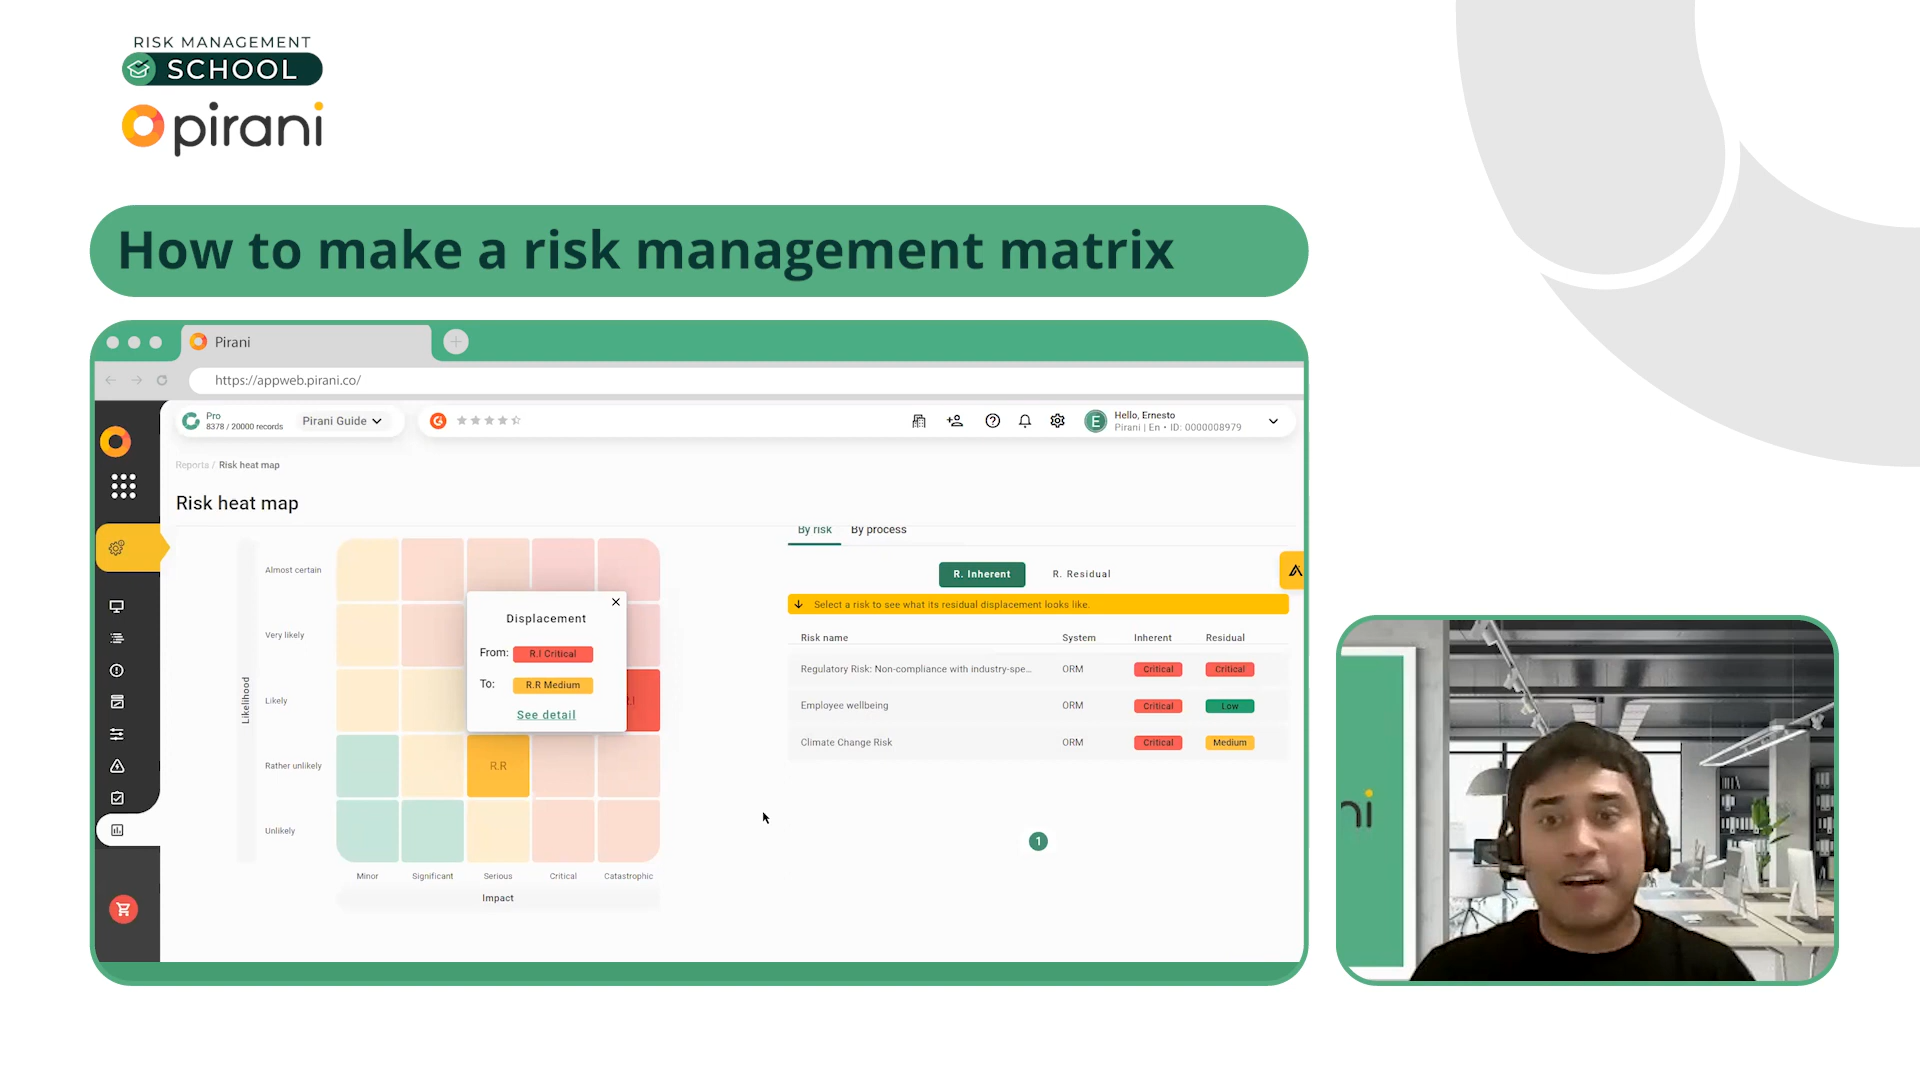 RISK MANAGEMENT
SCHOOL
pirani
How to make a risk management matrix
Pirani
https://appweb.pirani.co/
Pro
8378 / 20000 records
Pirani Guide
Hello, Ernesto
Pirani | En • ID: 0000008979
Reports / Risk heat map
Risk heat map
By risk By process
R. Inherent R. Residual
Select a risk to see what its residual displacement looks like.
Risk name System Inherent Residual
Regulatory Risk: Non-compliance with industry-spe... ORM Critical Critical
Employee wellbeing ORM Critical Low
Climate Change Risk ORM Critical Medium
1
Likelihood
Almost certain
Very likely
Likely
Rather unlikely
Unlikely
Displacement
From: R.I Critical
To: R.R Medium
See detail
R.R
Minor Significant Serious Critical Catastrophic
Impact
E
ni